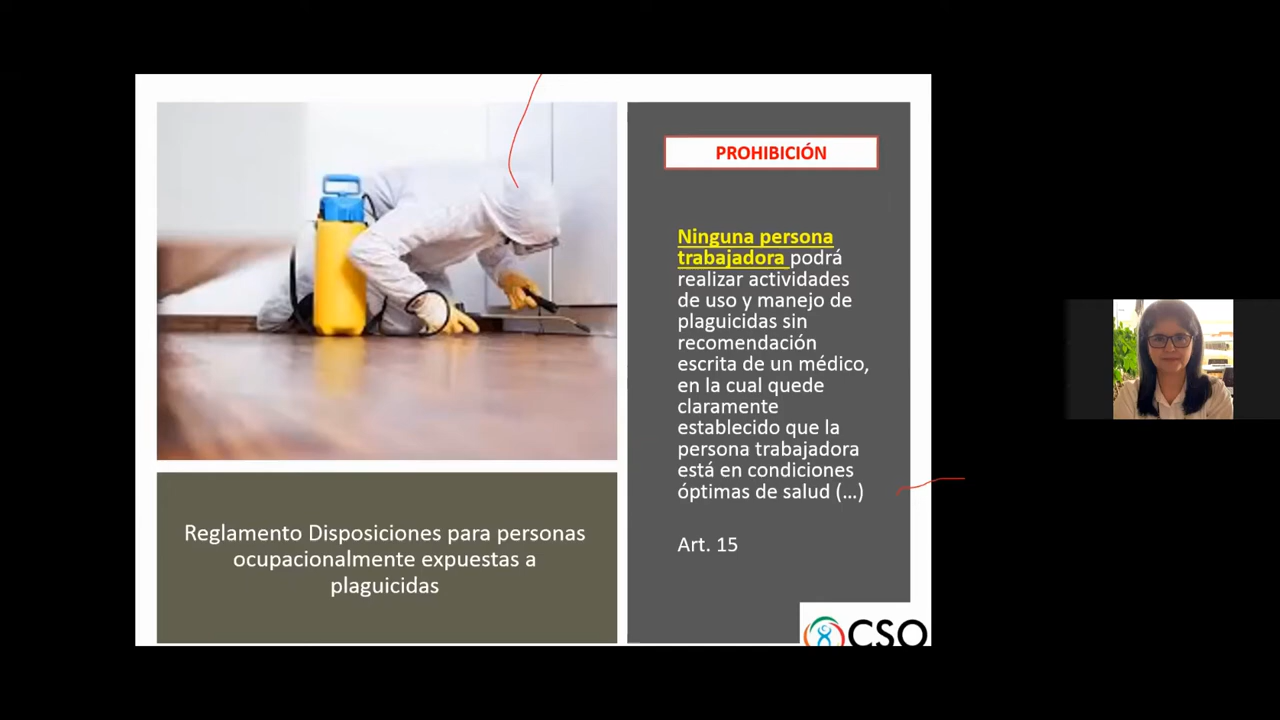 PROHIBICIÓN
Ninguna persona
trabajadora podrá
realizar actividades
de uso y manejo de
plaguicidas sin
recomendación
escrita de un médico,
en la cual quede
claramente
establecido que la
persona trabajadora
está en condiciones
óptimas de salud (...)
Art. 15
Reglamento Disposiciones para personas
ocupacionalmente expuestas a
plaguicidas
CSO